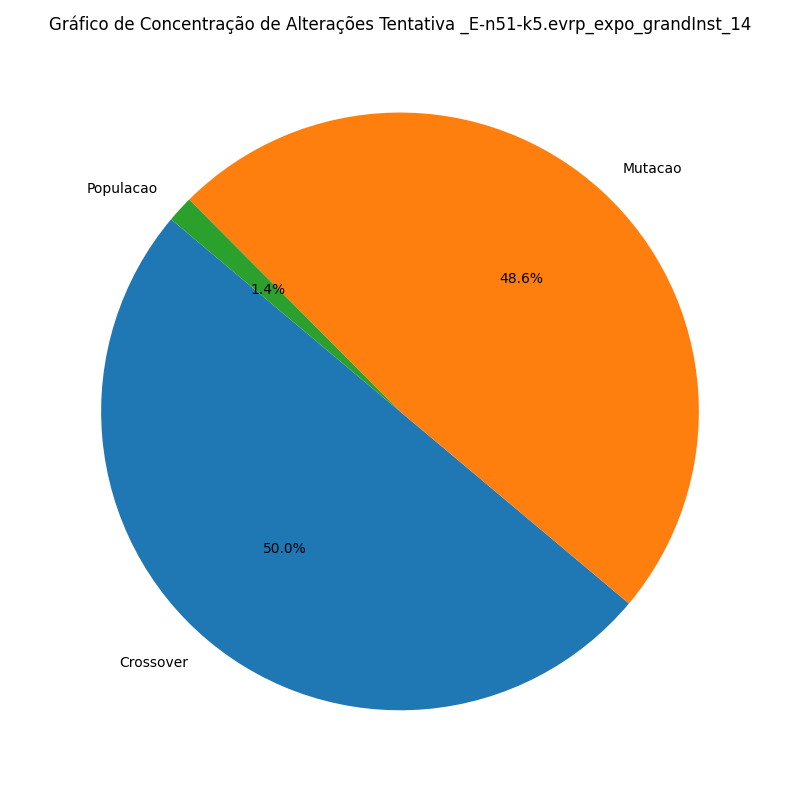 Gráfico de Concentração de Alterações Tentativa _E-n51-k5.evrp_expo_grandInst_14
Mutacao
Populacao
48.6%
1.4%
50.0%
Crossover